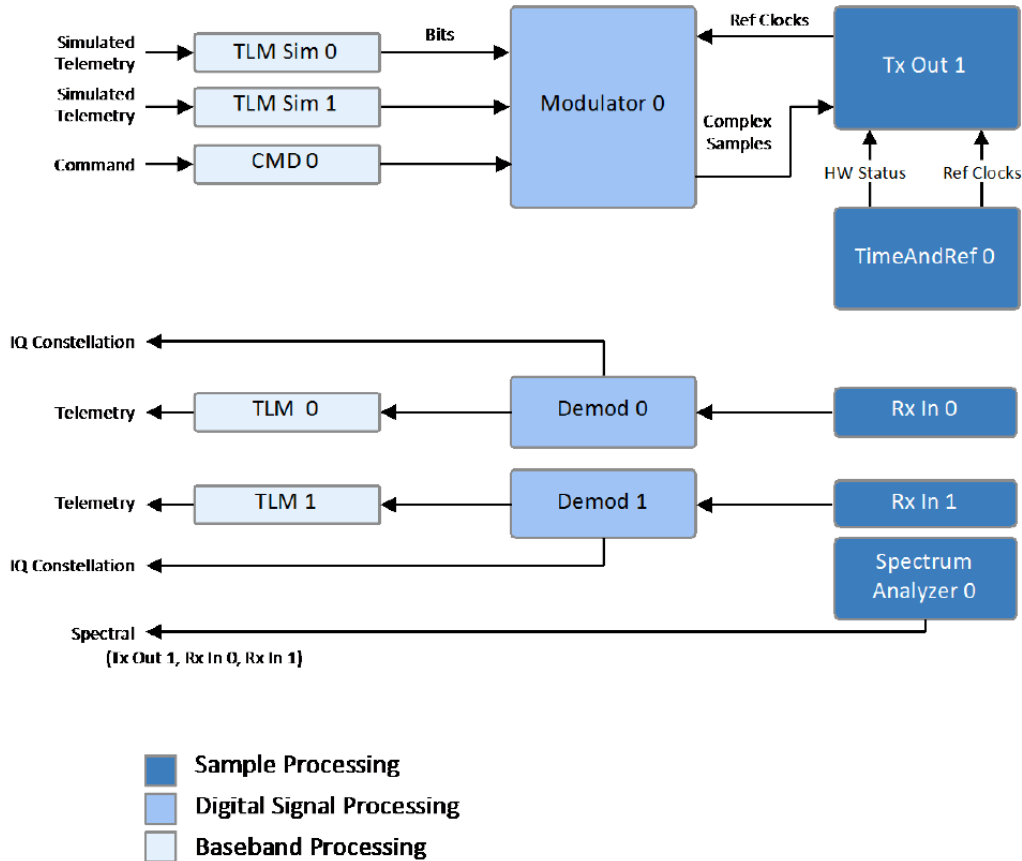 Simulated
Telemetry
TLM Sim 0
Bits
Ref Clocks
Tx Out 1
Simulated
Telemetry
TLM Sim 1
Modulator 0
Complex
Samples
Command
CMD 0
HW Status
Ref Clocks
TimeAndRef 0
IQ Constellation
Telemetry
TLM 0
Demod 0
Rx In 0
Telemetry
TLM 1
Demod 1
Rx In 1
IQ Constellation
Spectrum
Analyzer 0
Spectral
(Tx Out 1, Rx In 0, Rx In 1)
Sample Processing
Digital Signal Processing
Baseband Processing